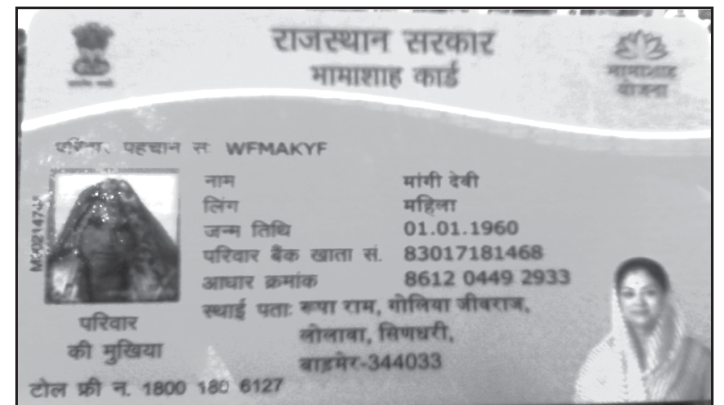 राजस्थान सरकार
भामाशाह कार्ड
भामाशाह
योजना
परिवार पहचान सं WFMAKYF
नाम मांगी देवी
लिंग महिला
जन्म तिथि 01.01.1960
परिवार बैंक खाता सं. 83017181468
आधार क्रमांक 8612 0449 2933
स्थाई पताः रूपा राम, गोलिया जीवराज,
लोलावा, सिणधरी,
बाड़मेर-344033
परिवार
की मुखिया
टोल फ्री न. 1800 180 6127